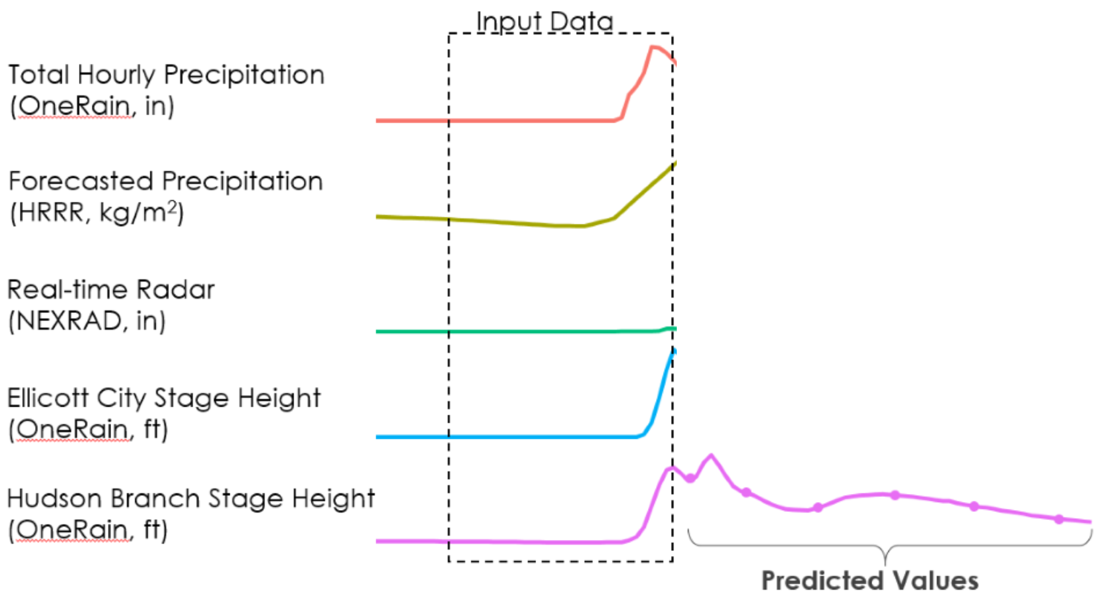 Input Data
Total Hourly Precipitation
(OneRain, in)
Forecasted Precipitation
(HRRR, kg/m²)
Real-time Radar
(NEXRAD, in)
Ellicott City Stage Height
(OneRain, ft)
Hudson Branch Stage Height
(OneRain, ft)
Predicted Values